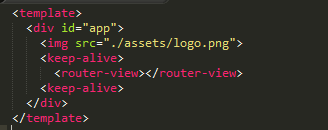 <template>
<div id="app">
<img src="./assets/logo.png">
<keep-alive>
<router-view></router-view>
<keep-alive>
</div>
</template>